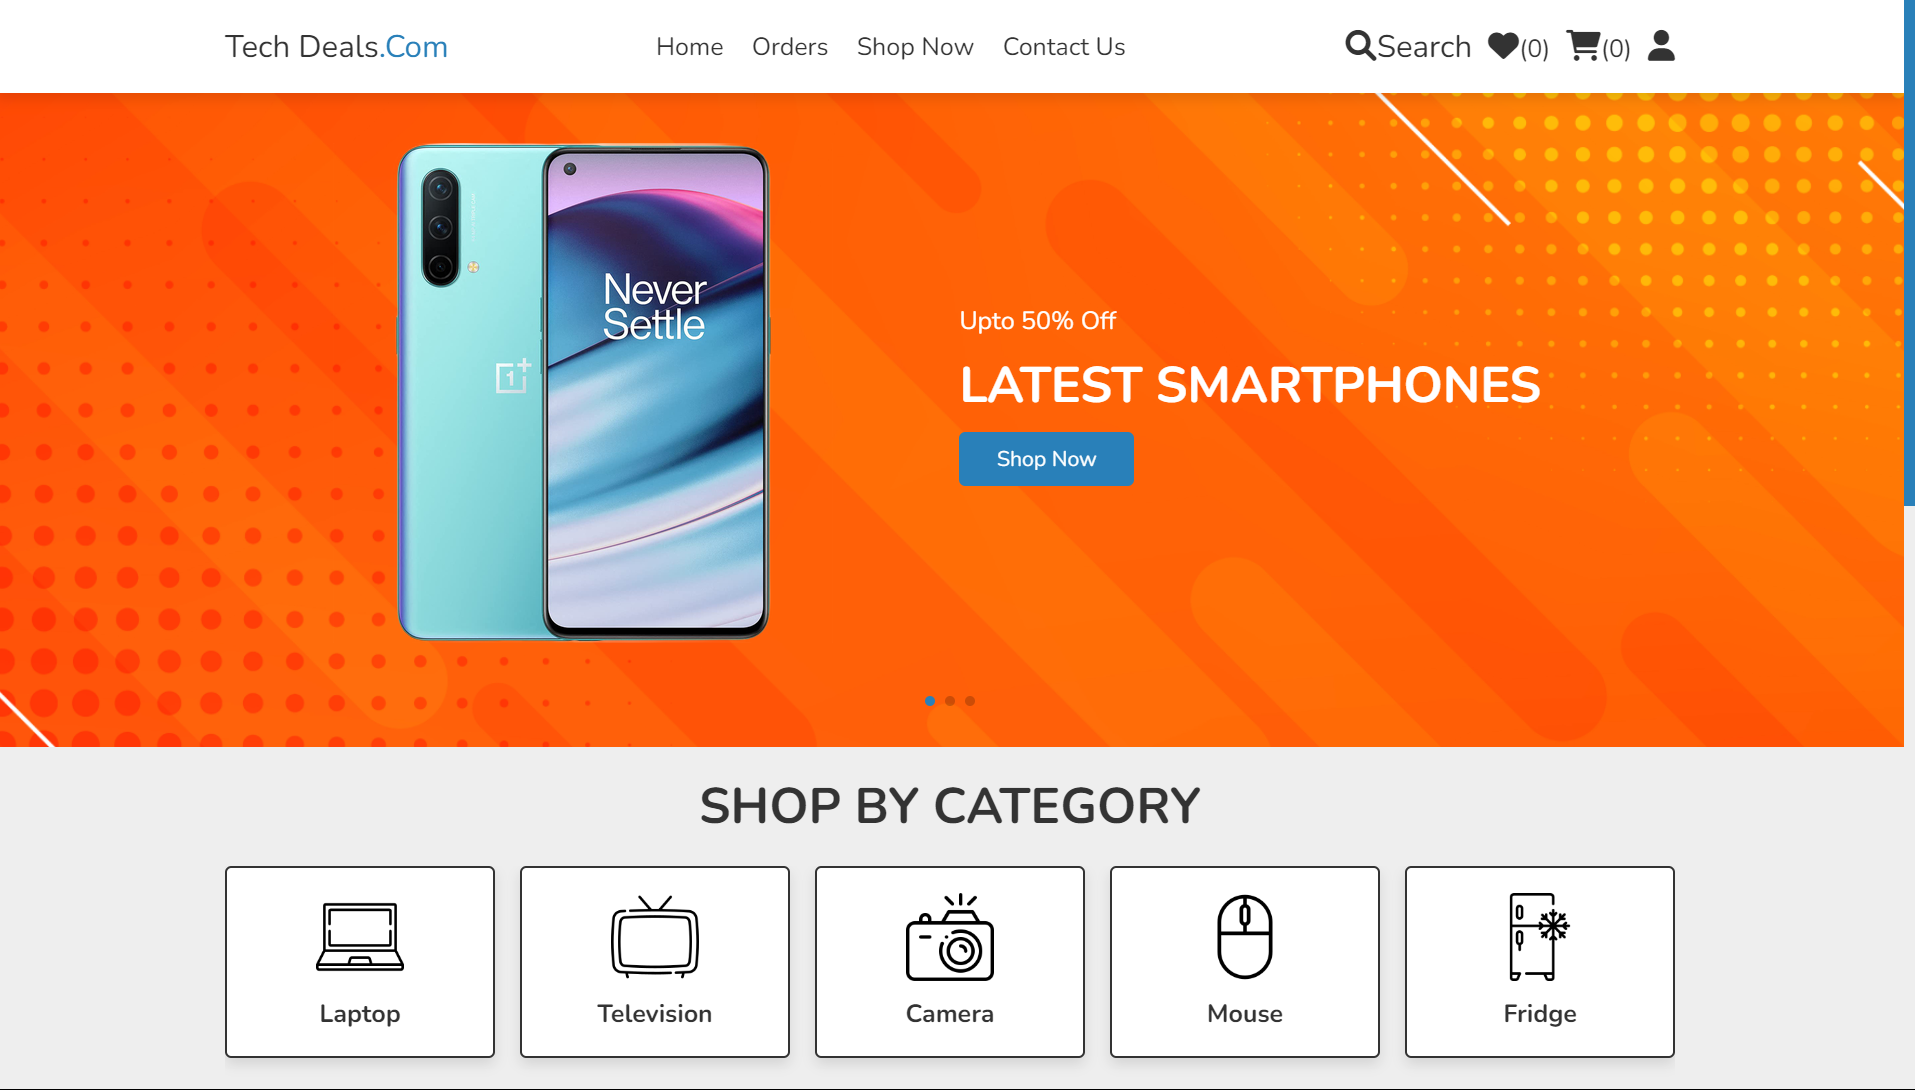 Tech Deals.Com
Home Orders Shop Now Contact Us
Search (0) (0)
Never
Settle
1+
Upto 50% Off
LATEST SMARTPHONES
Shop Now
SHOP BY CATEGORY
Laptop Television Camera Mouse Fridge